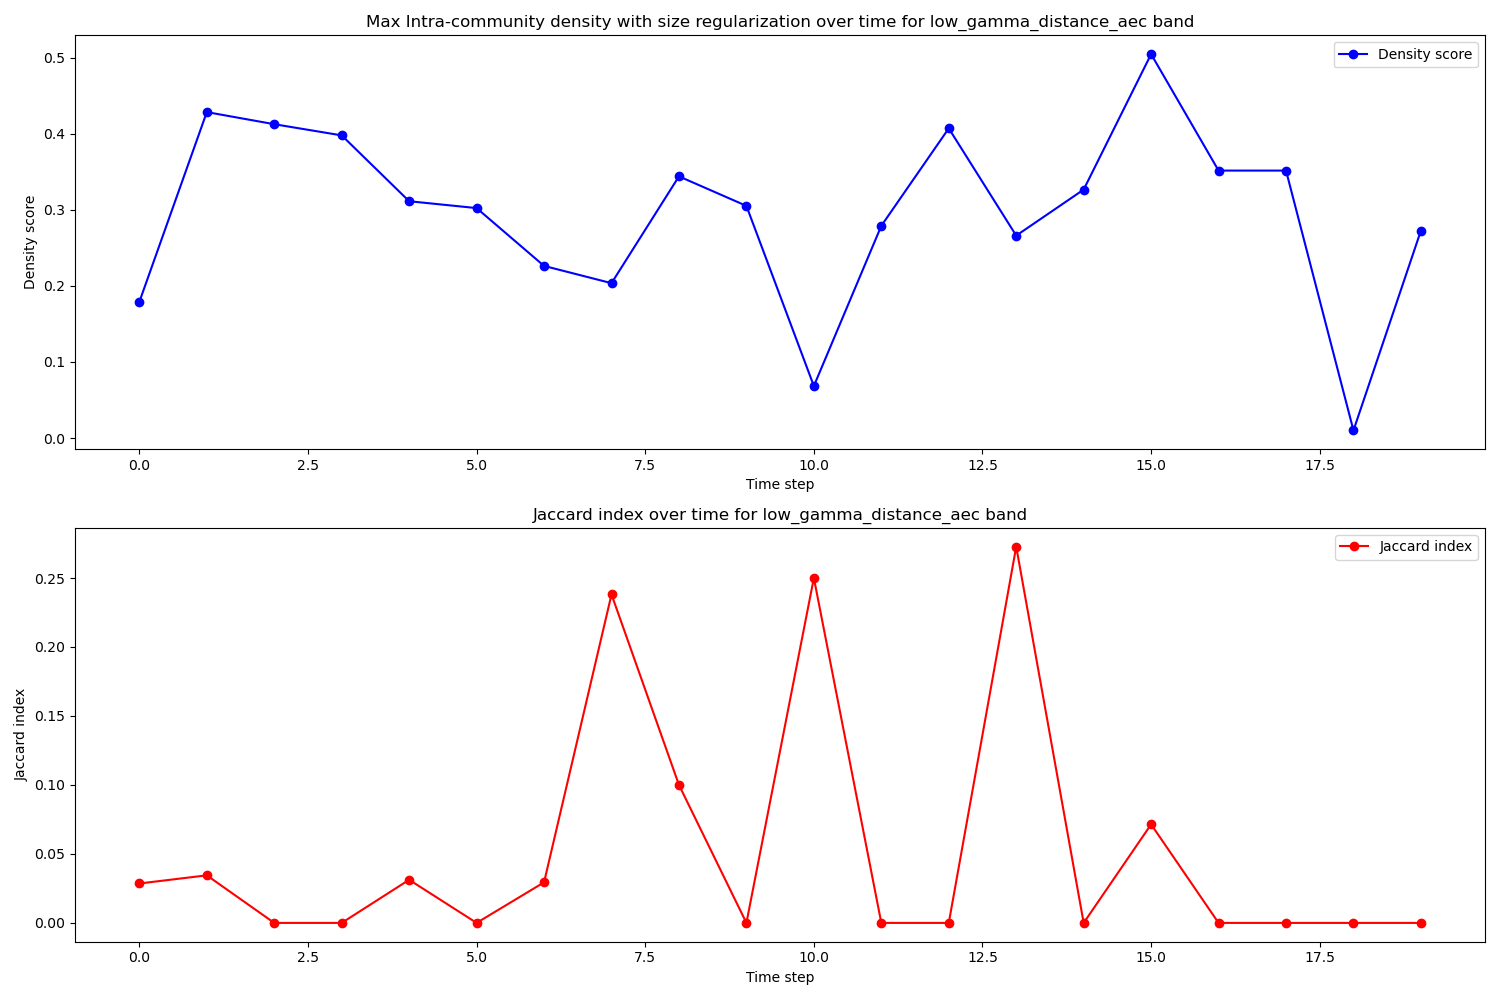 Max Intra-community density with size regularization over time for low_gamma_distance_aec band
Density score
0.5
0.4
0.3
0.2
0.1
0.0
Density score
0.0 2.5 5.0 7.5 10.0 12.5 15.0 17.5
Time step
Jaccard index over time for low_gamma_distance_aec band
Jaccard index
0.25
0.20
0.15
0.10
0.05
0.00
Jaccard index
0.0 2.5 5.0 7.5 10.0 12.5 15.0 17.5
Time step